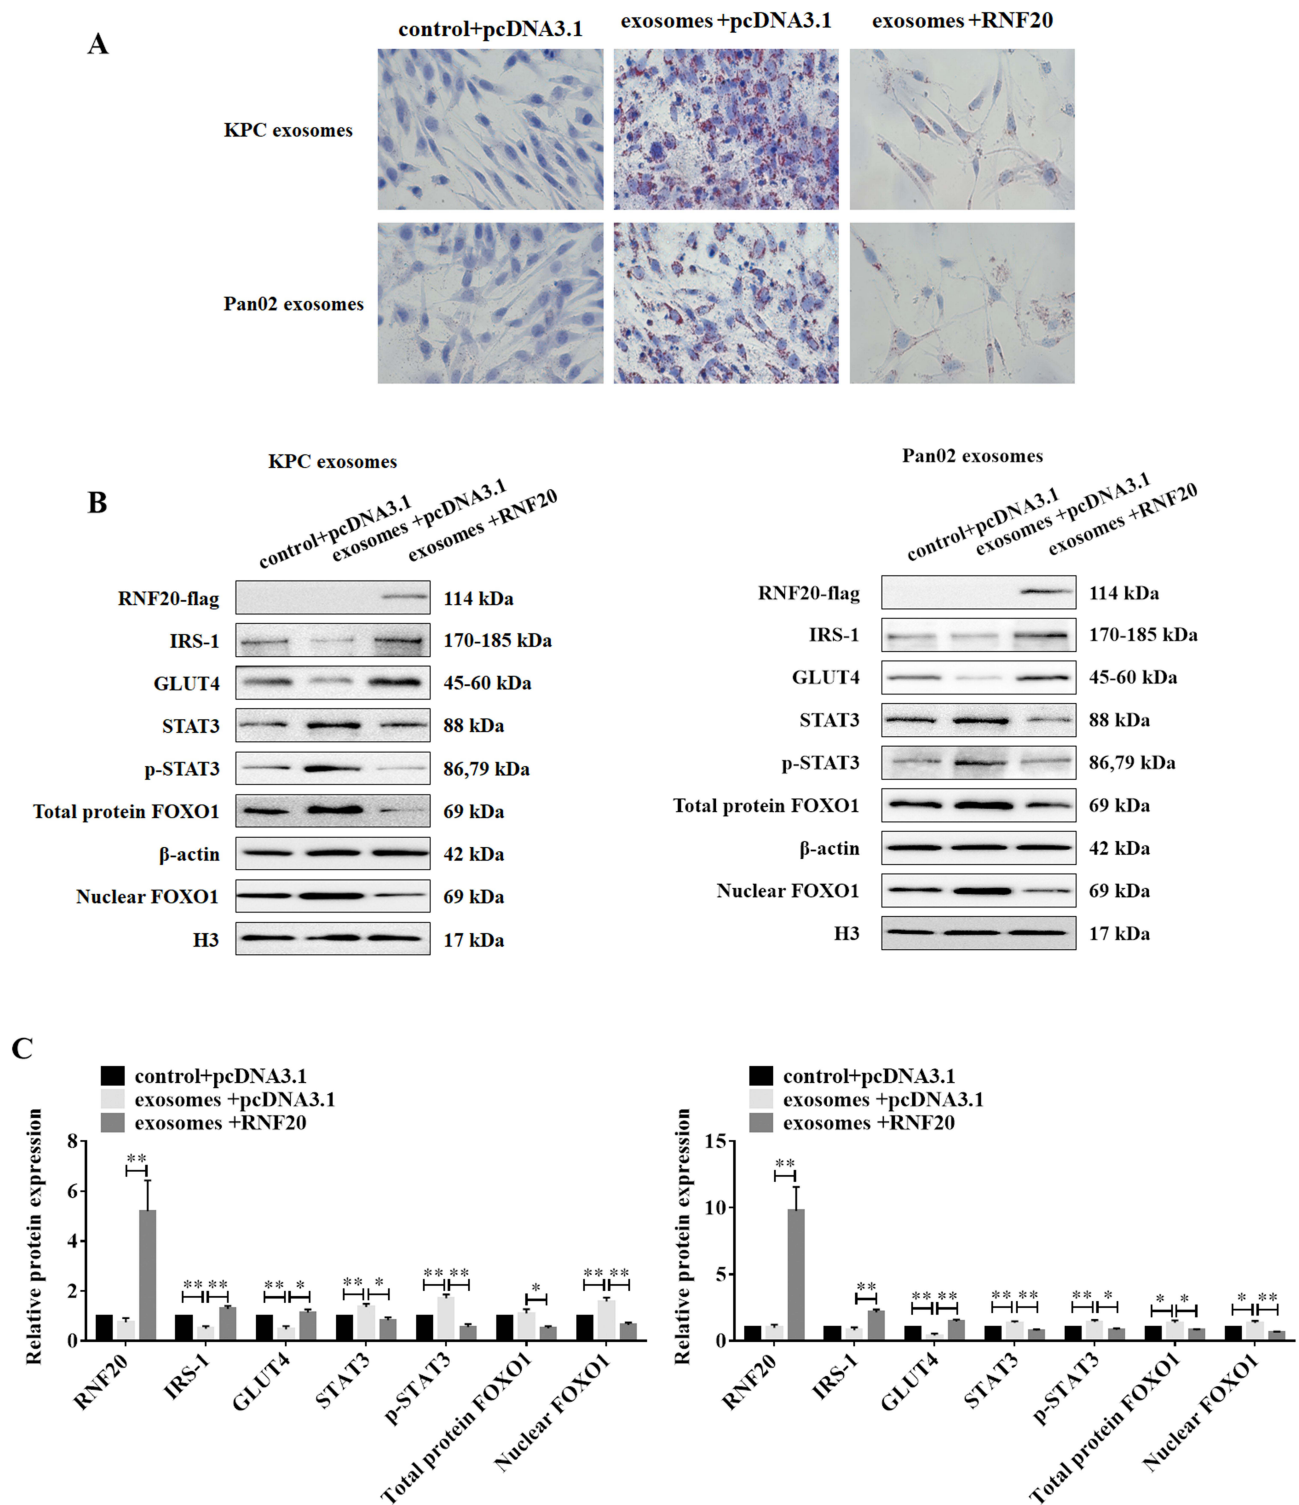 A
control+pcDNA3.1
exosomes +pcDNA3.1
exosomes +RNF20
KPC exosomes
Pan02 exosomes
B
KPC exosomes
control+pcDNA3.1
exosomes +pcDNA3.1
exosomes +RNF20
RNF20-flag
114 kDa
IRS-1
170-185 kDa
GLUT4
45-60 kDa
STAT3
88 kDa
p-STAT3
86,79 kDa
Total protein FOXO1
69 kDa
β-actin
42 kDa
Nuclear FOXO1
69 kDa
H3
17 kDa
Pan02 exosomes
control+pcDNA3.1
exosomes +pcDNA3.1
exosomes +RNF20
RNF20-flag
114 kDa
IRS-1
170-185 kDa
GLUT4
45-60 kDa
STAT3
88 kDa
p-STAT3
86,79 kDa
Total protein FOXO1
69 kDa
β-actin
42 kDa
Nuclear FOXO1
69 kDa
H3
17 kDa
C
control+pcDNA3.1
exosomes +pcDNA3.1
exosomes +RNF20
Relative protein expression
8
6
4
2
0
**
** **
** *
** *
** **
*
** **
RNF20
IRS-1
GLUT4
STAT3
p-STAT3
Total protein FOXO1
Nuclear FOXO1
control+pcDNA3.1
exosomes +pcDNA3.1
exosomes +RNF20
Relative protein expression
15
10
5
0
**
**
** **
** **
** *
* *
* **
RNF20
IRS-1
GLUT4
STAT3
p-STAT3
Total protein FOXO1
Nuclear FOXO1